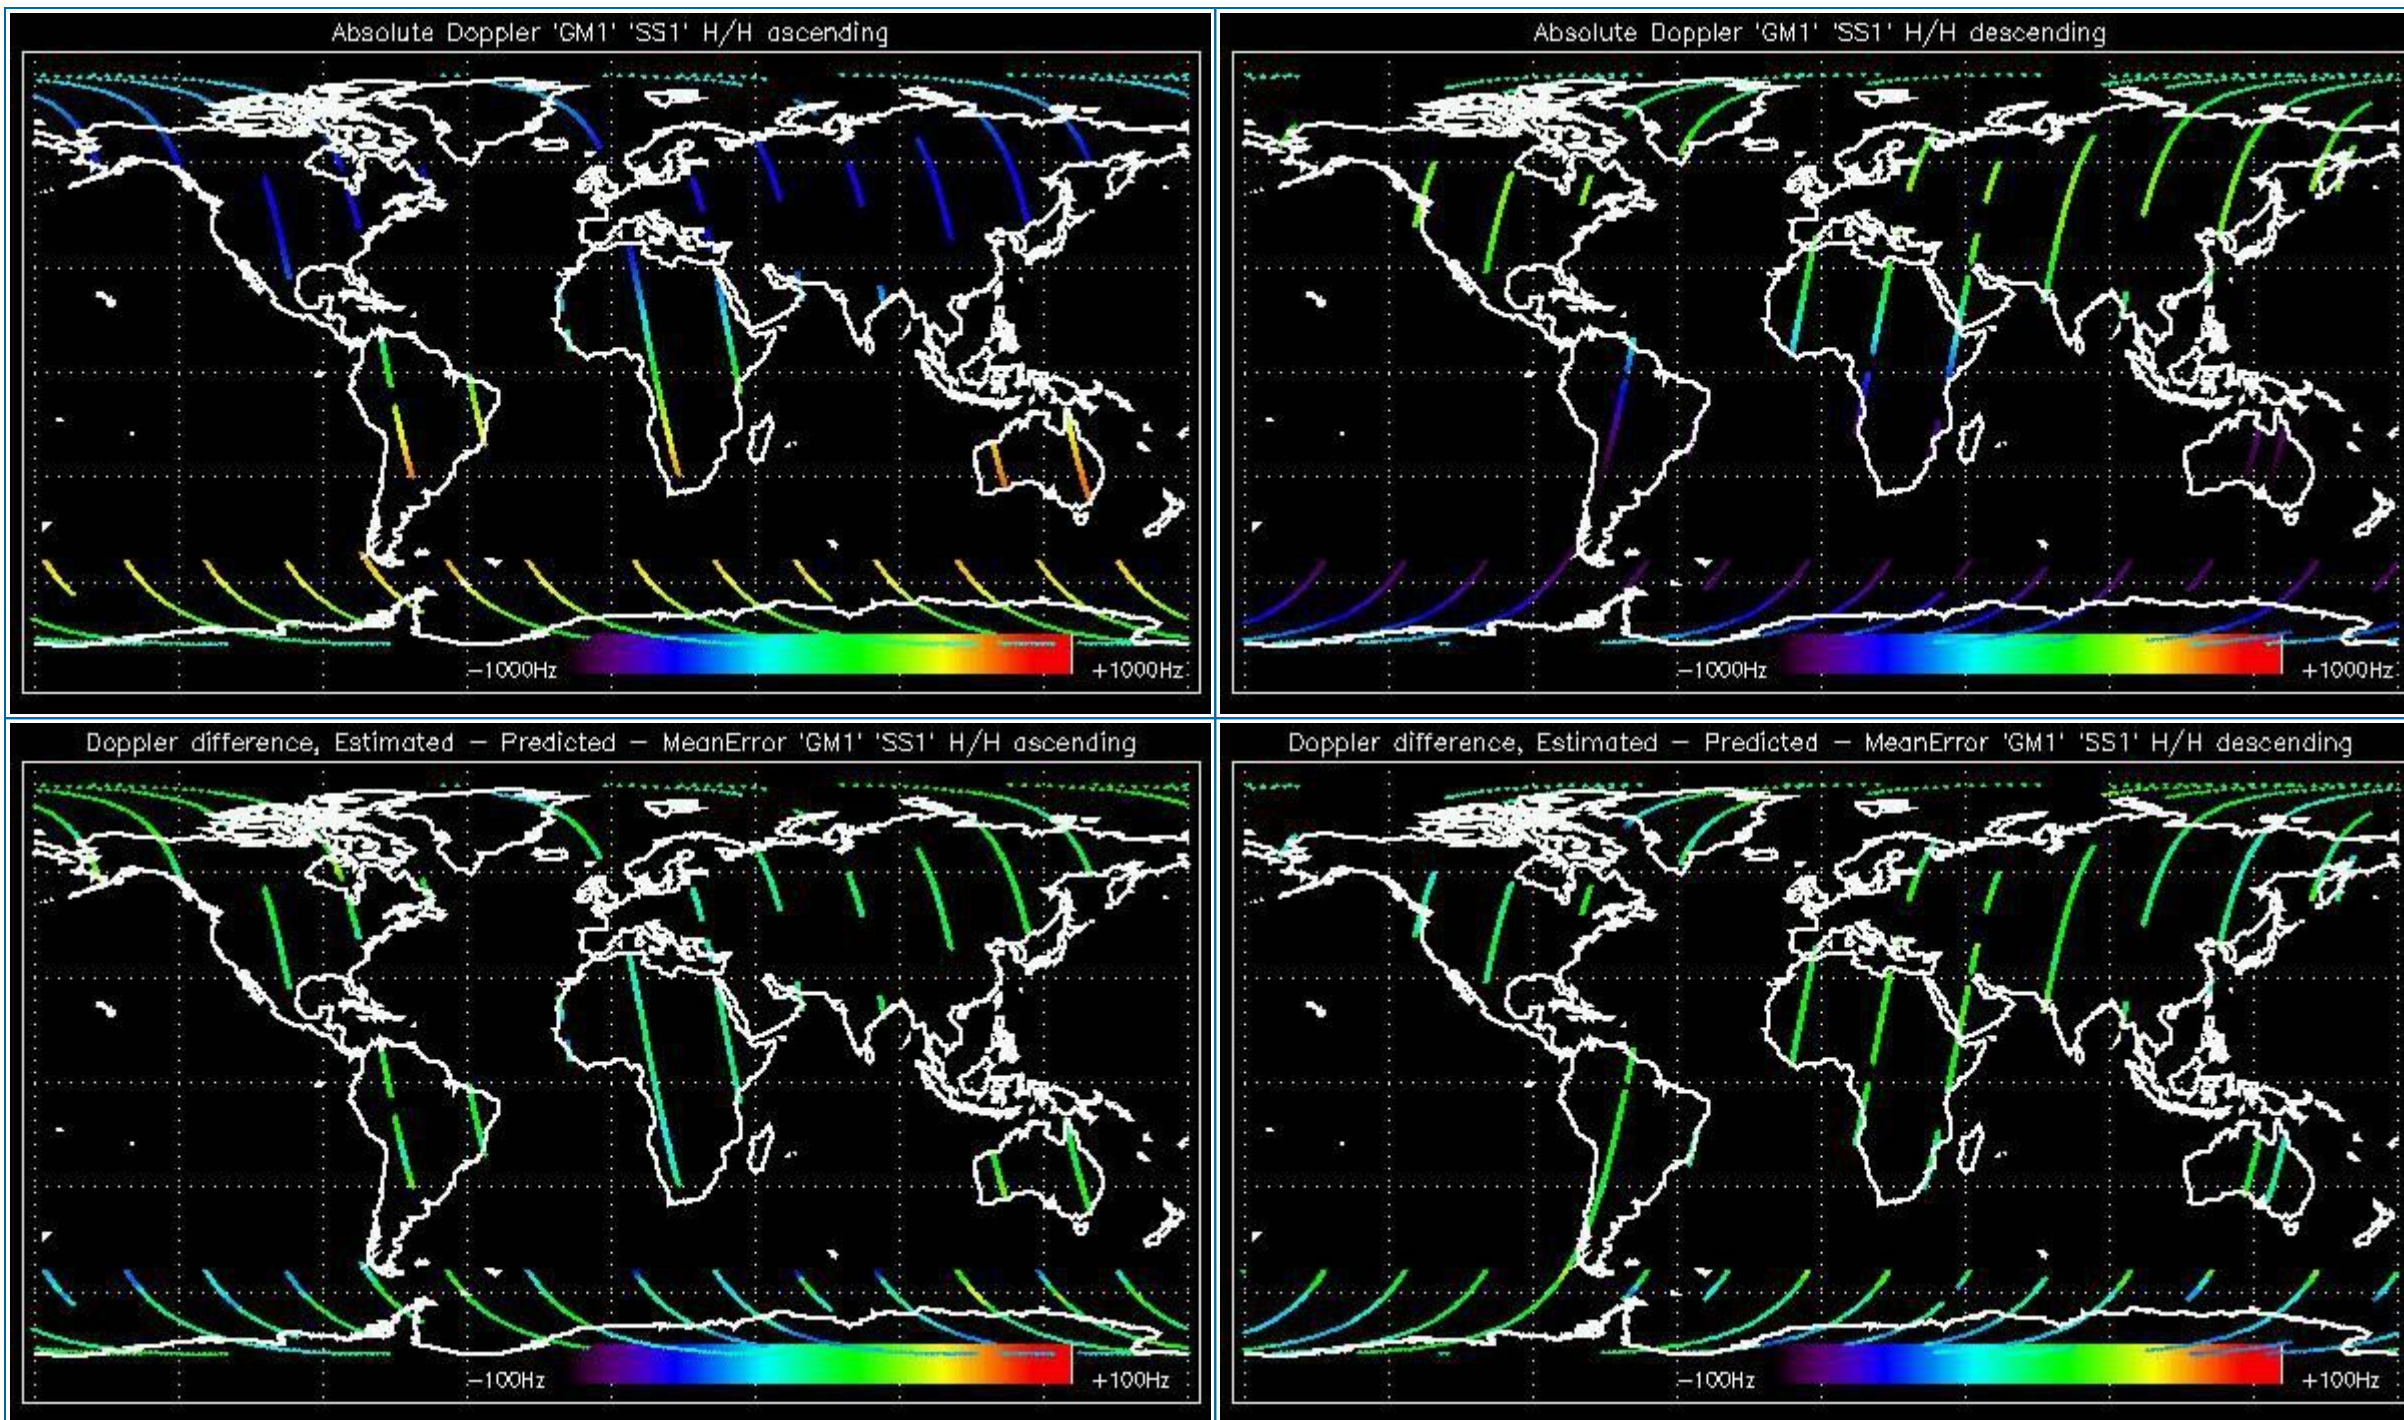 Absolute Doppler 'GM1' 'SS1' H/H ascending
-1000Hz
+1000Hz
Absolute Doppler 'GM1' 'SS1' H/H descending
-1000Hz
+1000Hz
Doppler difference, Estimated - Predicted - MeanError 'GM1' 'SS1' H/H ascending
-100Hz
+100Hz
Doppler difference, Estimated - Predicted - MeanError 'GM1' 'SS1' H/H descending
-100Hz
+100Hz